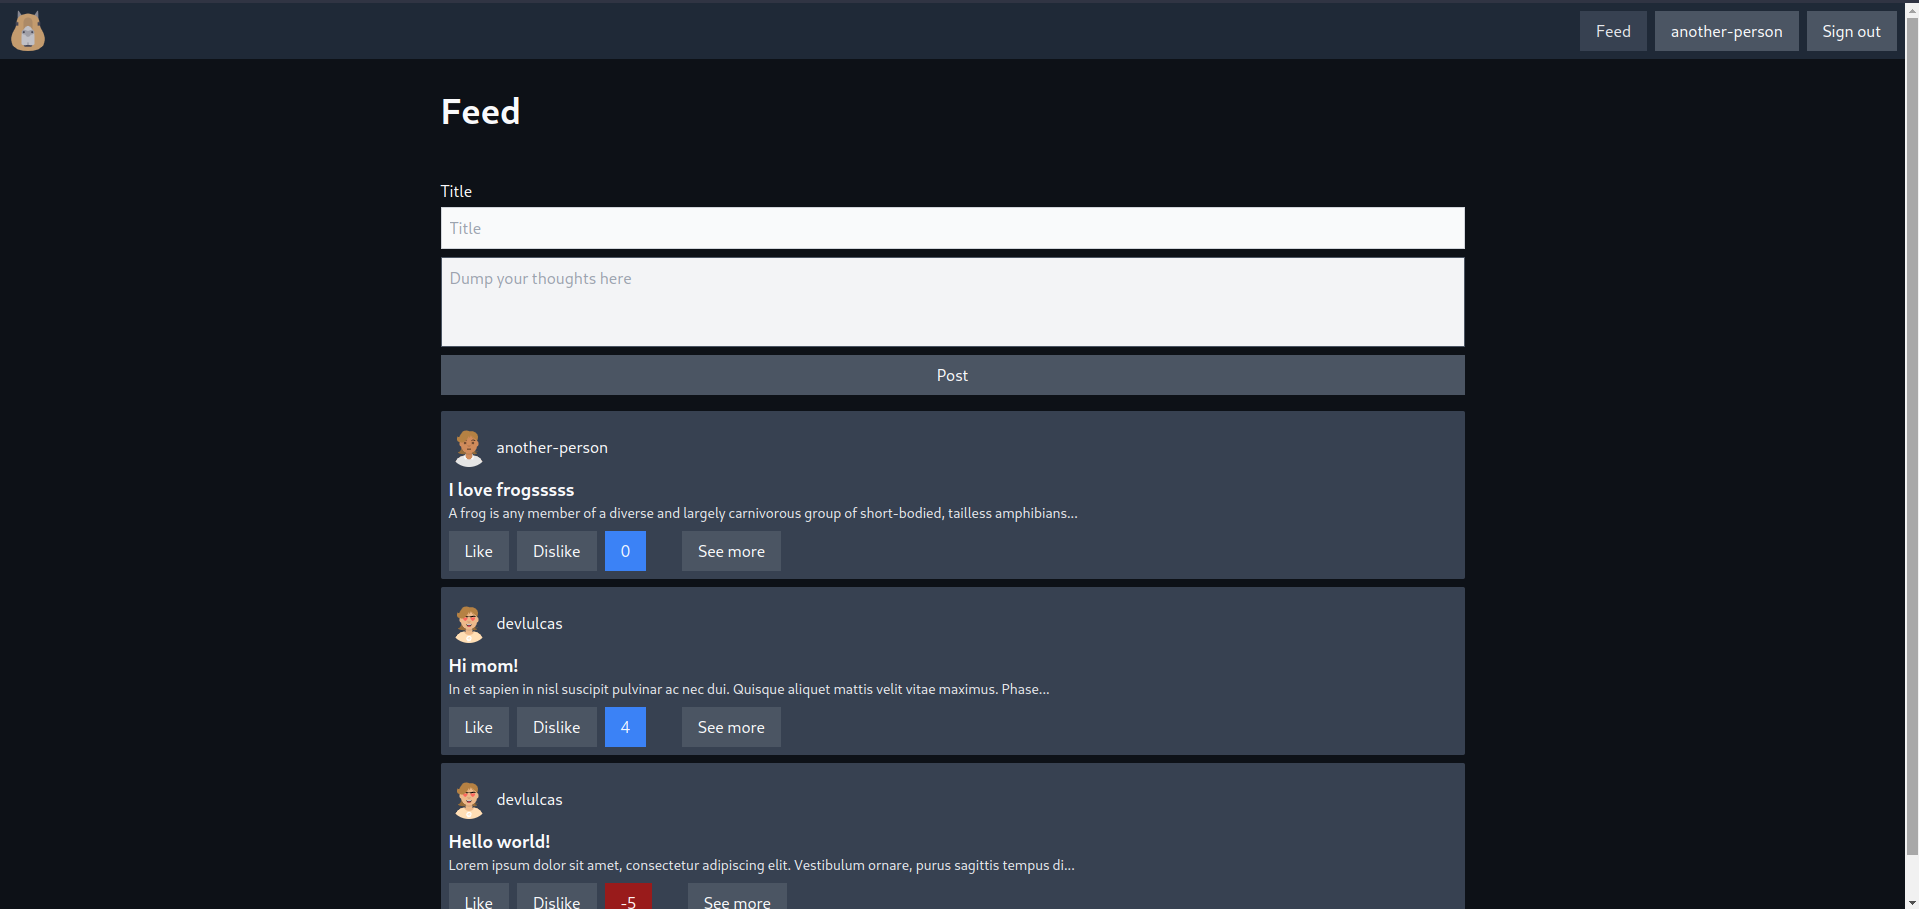 Feed another-person Sign out
Feed
Title
Title
Dump your thoughts here
Post
another-person
I love frogsssss
A frog is any member of a diverse and largely carnivorous group of short-bodied, tailless amphibians...
Like Dislike 0 See more
devlulcas
Hi mom!
In et sapien in nisl suscipit pulvinar ac nec dui. Quisque aliquet mattis velit vitae maximus. Phase...
Like Dislike 4 See more
devlulcas
Hello world!
Lorem ipsum dolor sit amet, consectetur adipiscing elit. Vestibulum ornare, purus sagittis tempus di...
Like Dislike -5 See more